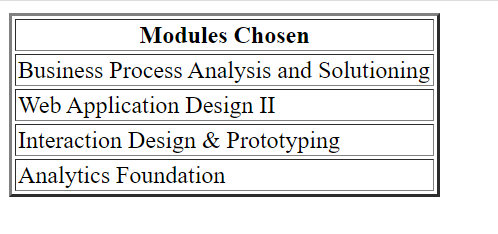 Modules Chosen
Business Process Analysis and Solutioning
Web Application Design II
Interaction Design & Prototyping
Analytics Foundation